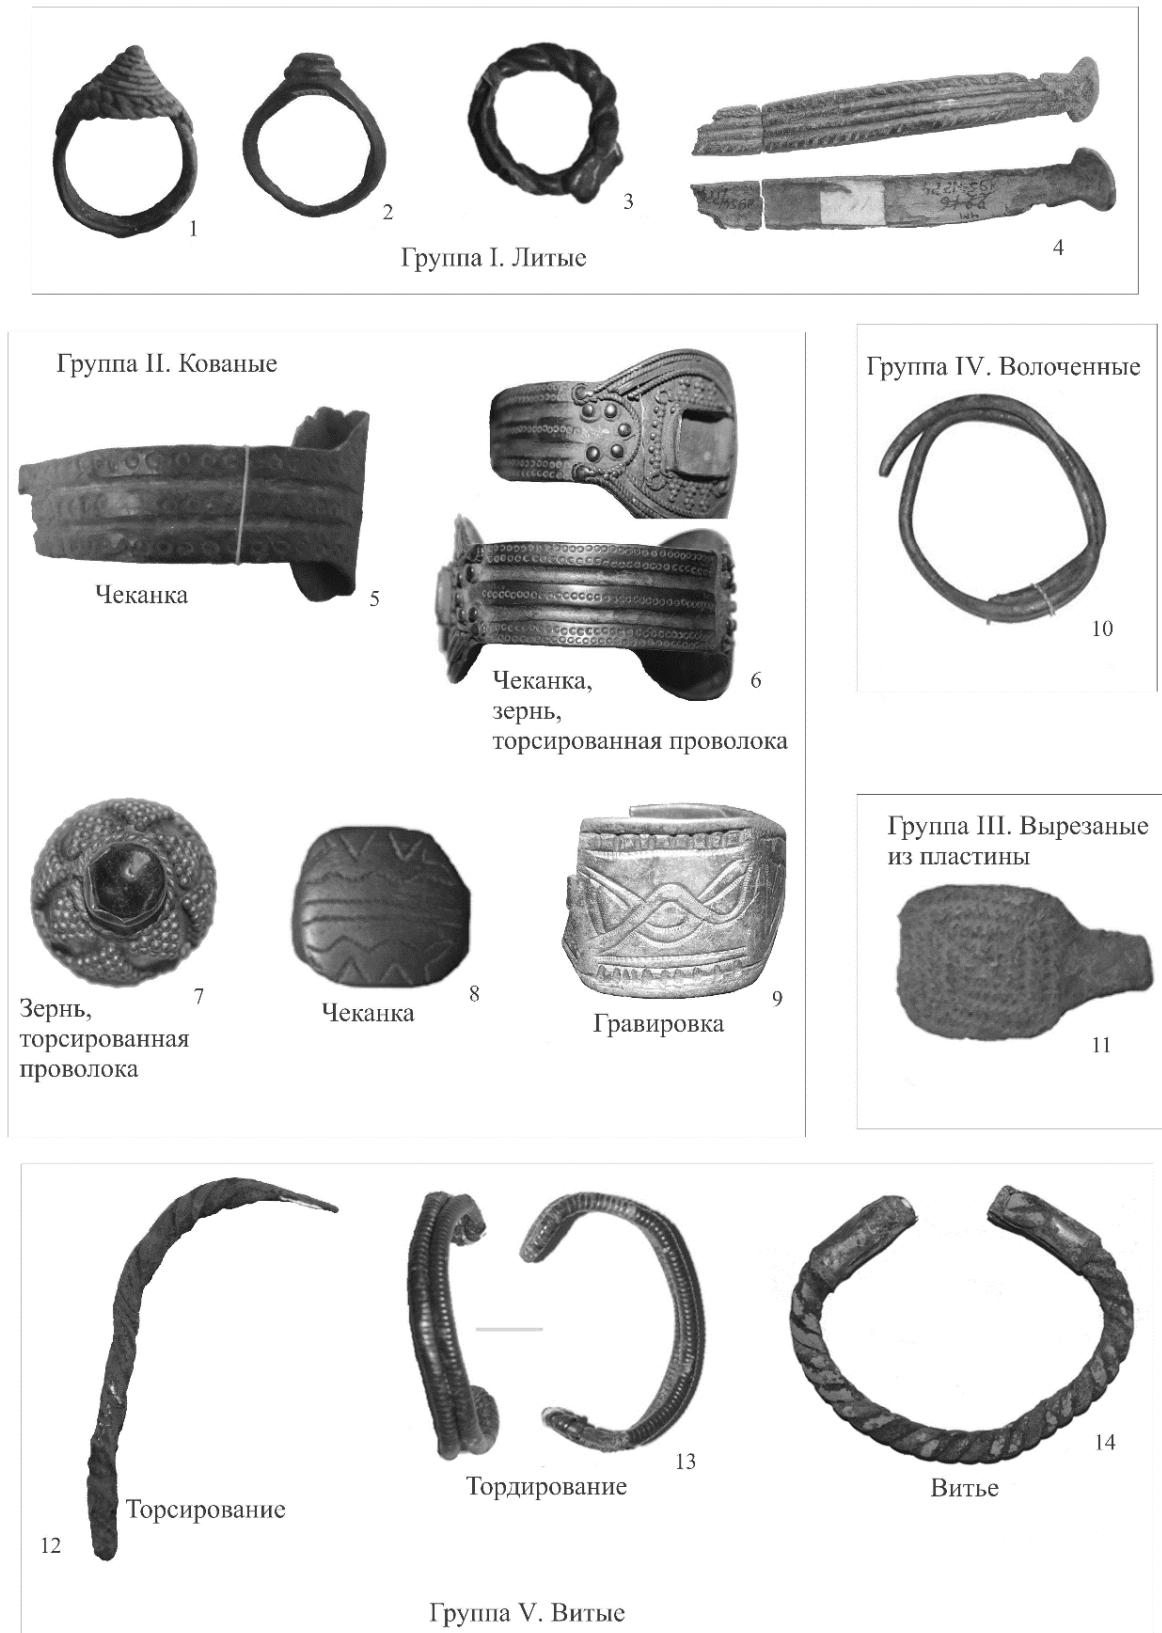 1
2
3
4
Группа I. Литые
Группа II. Кованые
Чеканка
5
Чеканка,
зернь,
торсированная проволока
6
Группа IV. Волоченные
10
Зернь,
торсированная
проволока
7
Чеканка
8
Гравировка
9
Группа III. Вырезаные
из пластины
11
12
Торсирование
13
Тордирование
14
Витье
Группа V. Витые